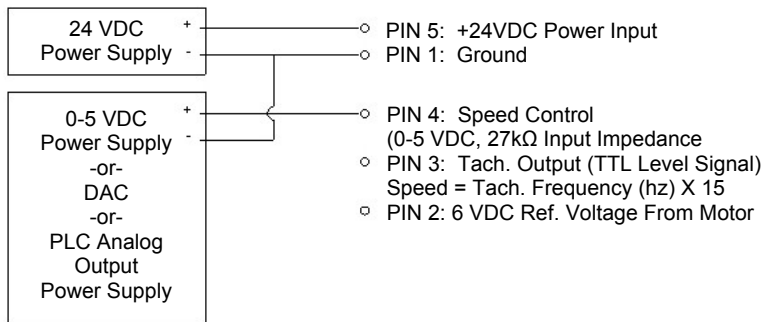 24 VDC
Power Supply
+
-
PIN 5: +24VDC Power Input
PIN 1: Ground
0-5 VDC
Power Supply
-or-
DAC
-or-
PLC Analog
Output
Power Supply
+
-
PIN 4: Speed Control
(0-5 VDC, 27kΩ Input Impedance
PIN 3: Tach. Output (TTL Level Signal)
Speed = Tach. Frequency (hz) X 15
PIN 2: 6 VDC Ref. Voltage From Motor